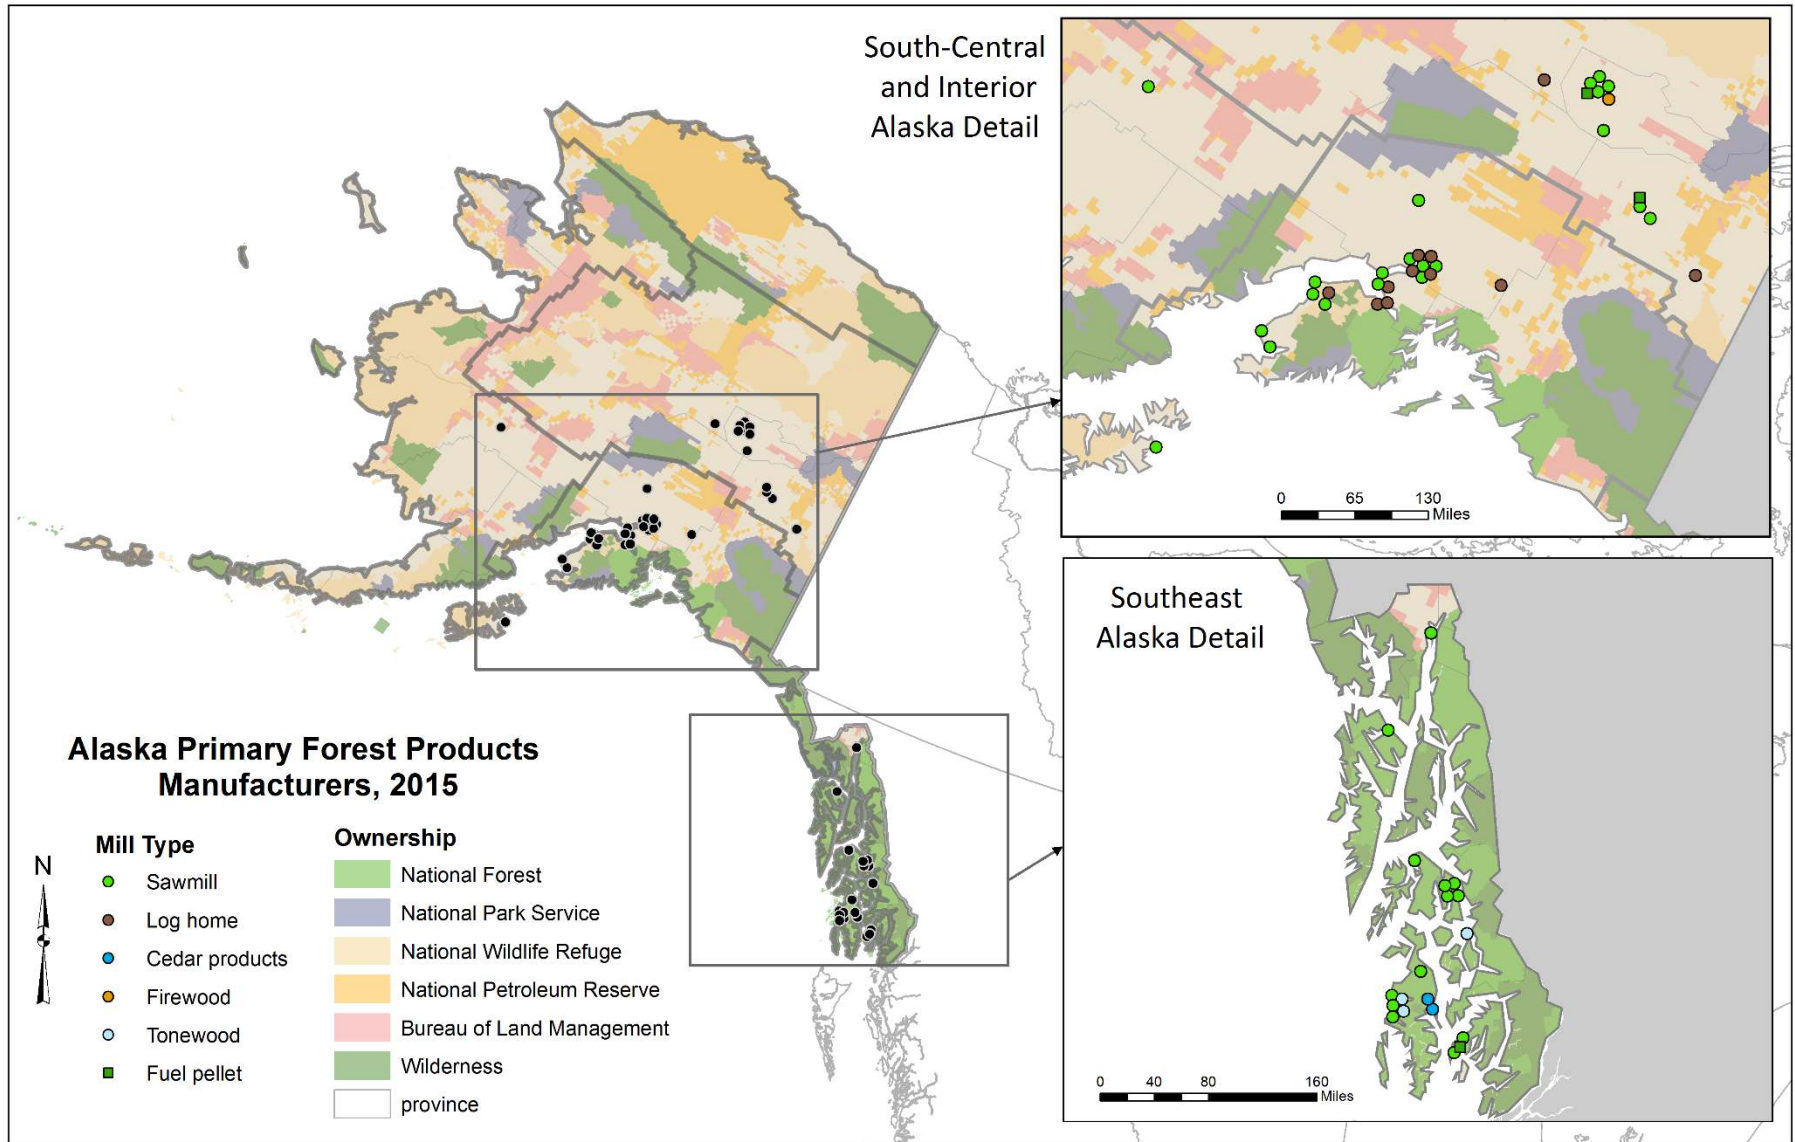 South-Central
and Interior
Alaska Detail
0 65 130
Miles
Southeast
Alaska Detail
0 40 80 160
Miles
Alaska Primary Forest Products
Manufacturers, 2015
N
Mill Type
Sawmill
Log home
Cedar products
Firewood
Tonewood
Fuel pellet
Ownership
National Forest
National Park Service
National Wildlife Refuge
National Petroleum Reserve
Bureau of Land Management
Wilderness
province